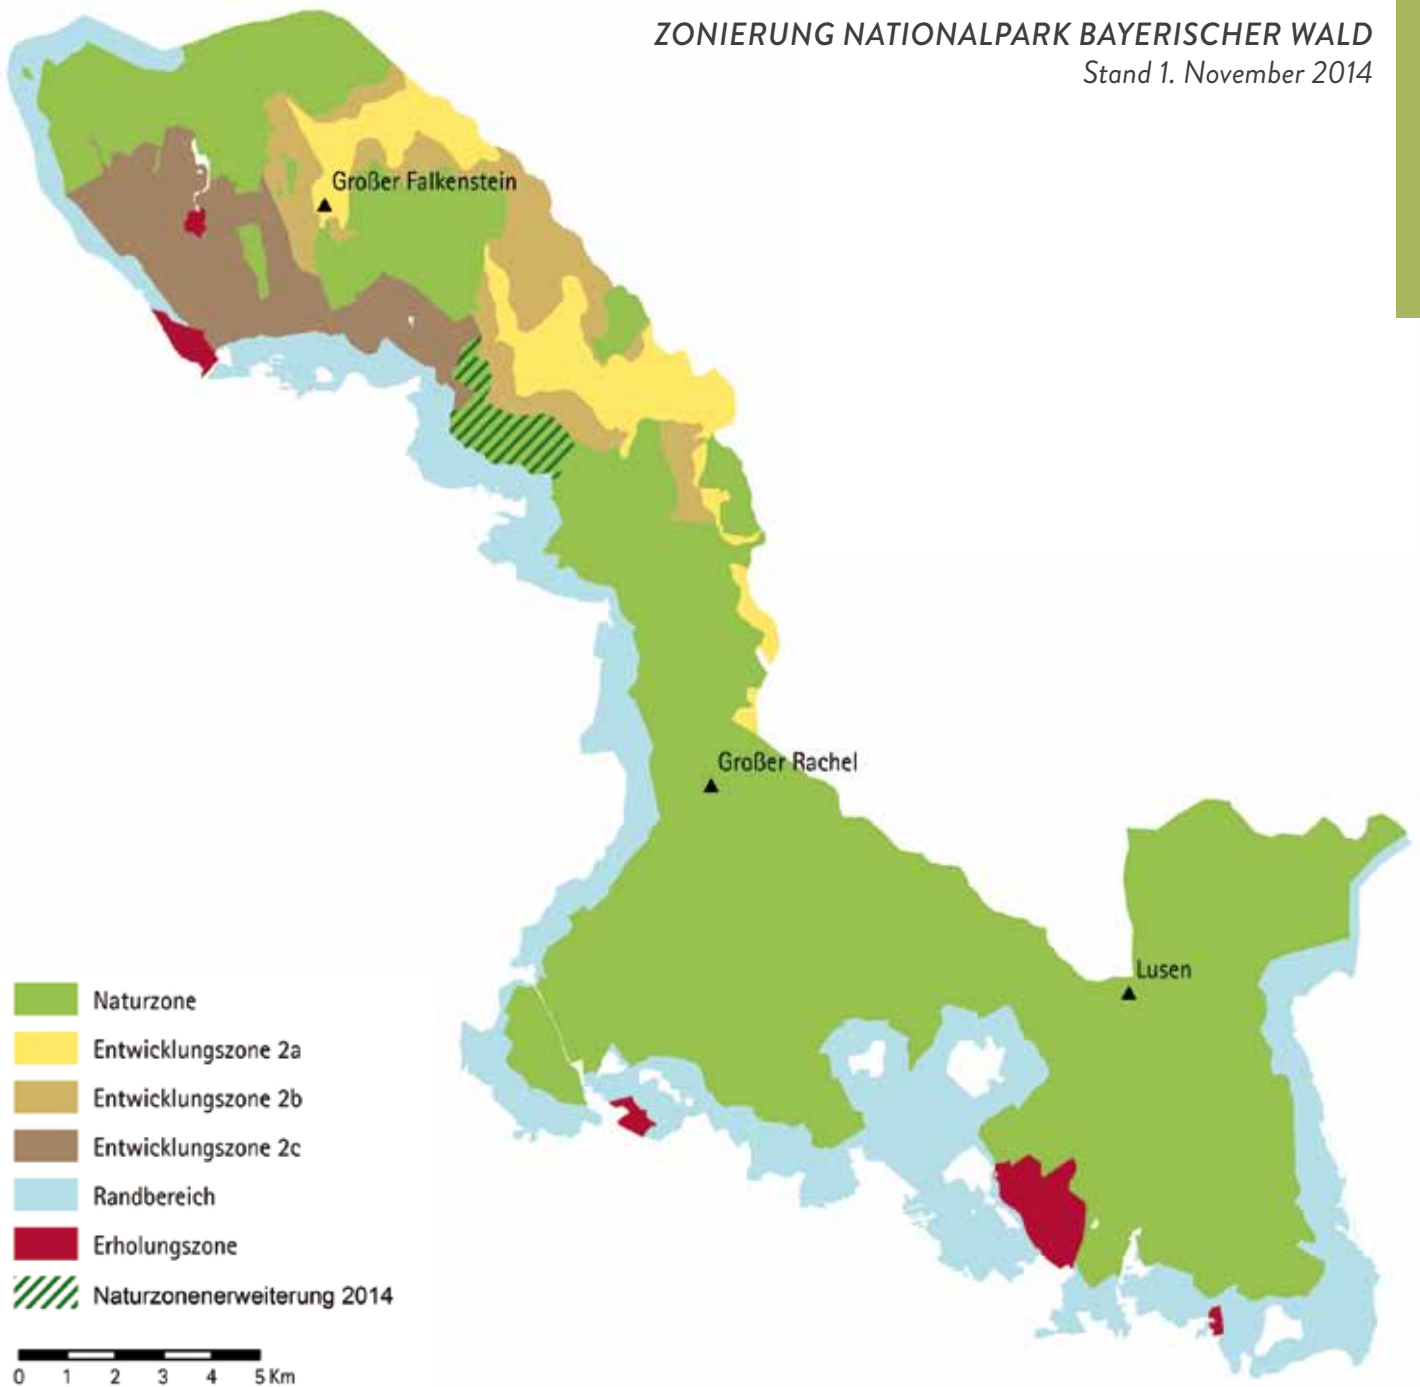 ZONIERUNG NATIONALPARK BAYERISCHER WALD
Stand 1. November 2014
Großer Falkenstein
Großer Rachel
Lusen
Naturzone
Entwicklungszone 2a
Entwicklungszone 2b
Entwicklungszone 2c
Randbereich
Erholungszone
Naturzonenerweiterung 2014
0 1 2 3 4 5 Km